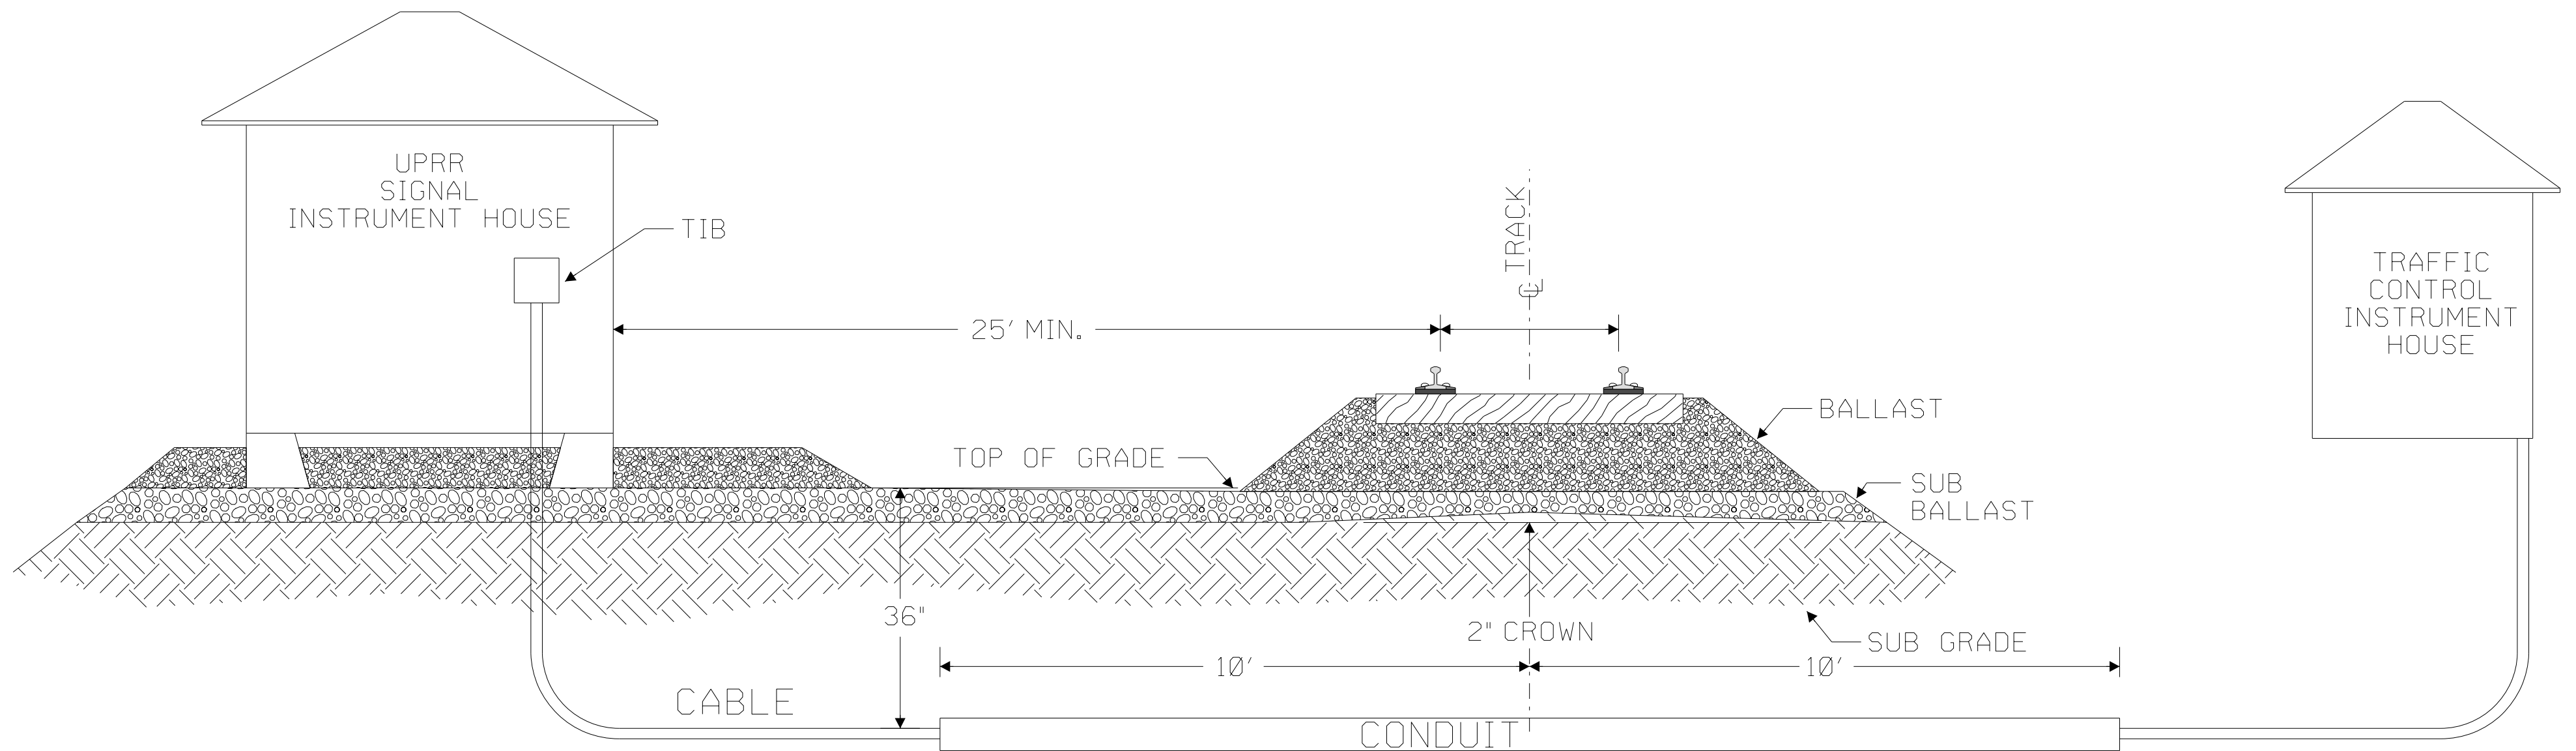 UPRR
SIGNAL
INSTRUMENT HOUSE
TIB
25' MIN.
℄ TRACK
TRAFFIC
CONTROL
INSTRUMENT
HOUSE
BALLAST
TOP OF GRADE
SUB
BALLAST
36"
2" CROWN
SUB GRADE
10'
10'
CABLE
CONDUIT